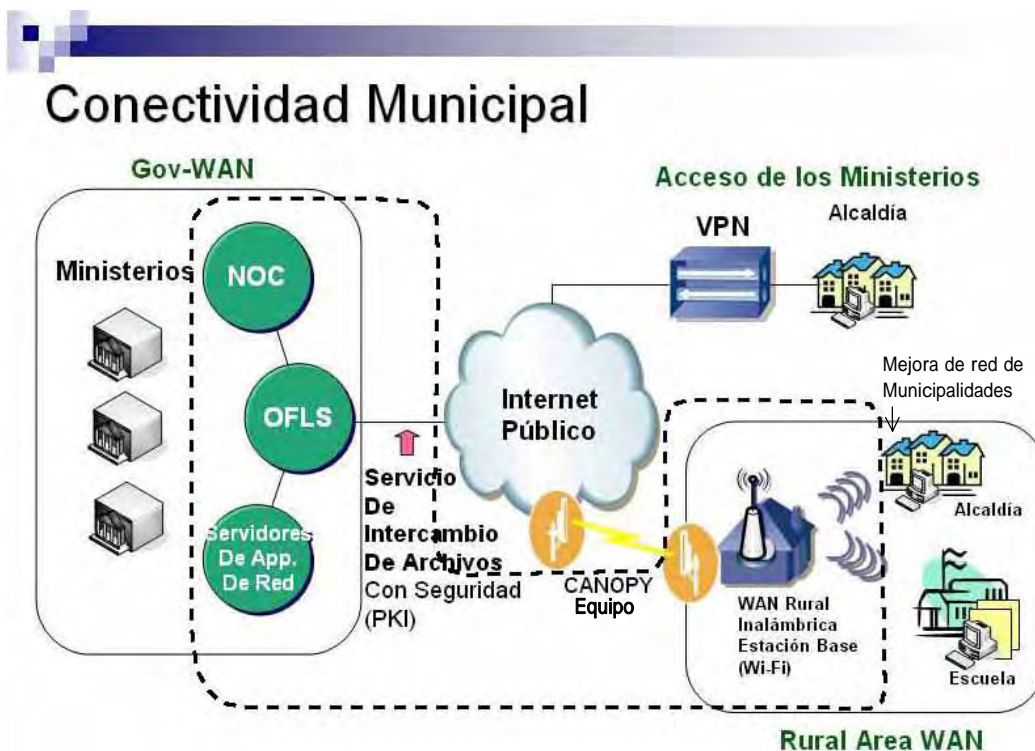 Conectividad Municipal
Gov-WAN
Acceso de los Ministerios
Alcaldía
VPN
Ministerios
NOC
OFLS
Servidores
De App.
De Red
Internet
Público
Servicio
De
Intercambio
De Archivos
Con Seguridad
(PKI)
CANOPY
Equipo
Mejora de red de
Municipalidades
Alcaldía
WAN Rural
Inalámbrica
Estación Base
(Wi-Fi)
Escuela
Rural Area WAN